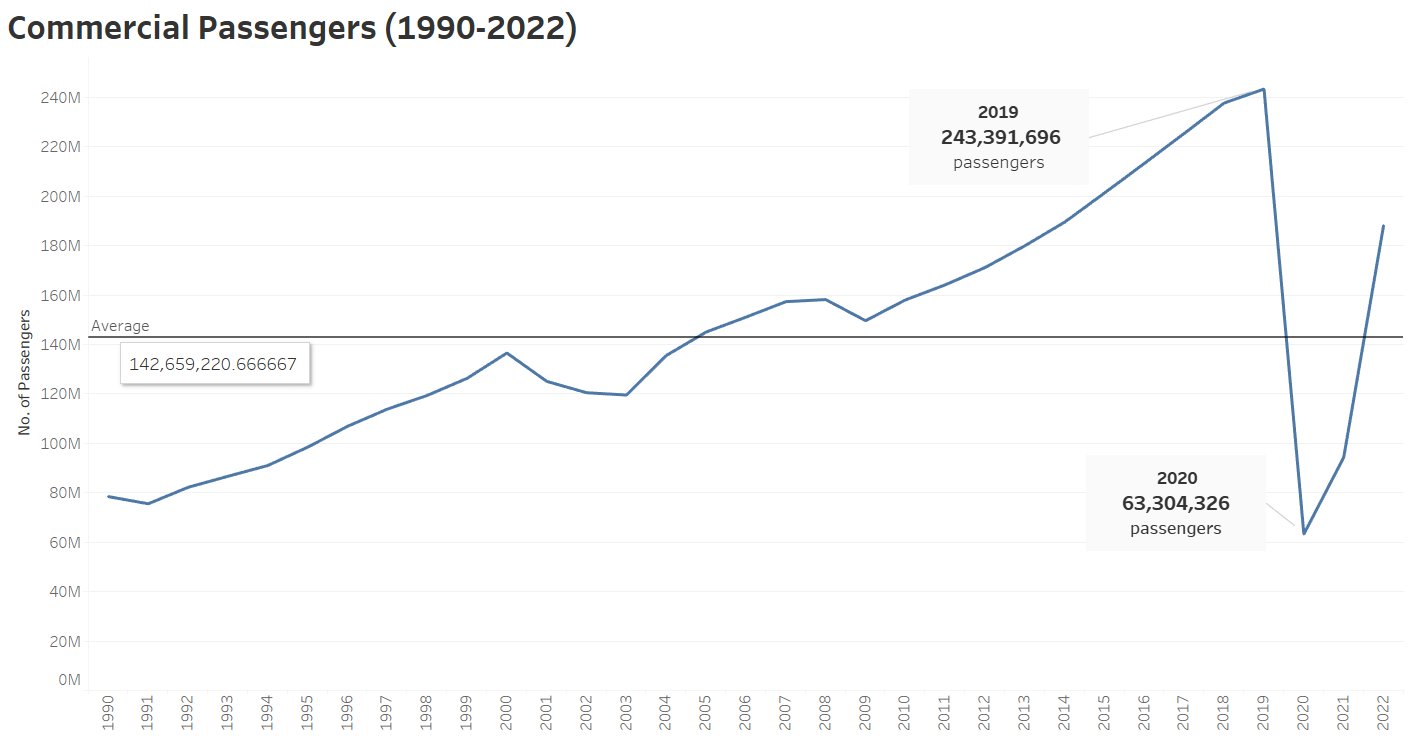 Commercial Passengers (1990-2022)
240M
220M
200M
180M
160M
140M
120M
100M
80M
60M
40M
20M
0M
No. of Passengers
Average
142,659,220.666667
2019
243,391,696
passengers
2020
63,304,326
passengers
1990
1991
1992
1993
1994
1995
1996
1997
1998
1999
2000
2001
2002
2003
2004
2005
2006
2007
2008
2009
2010
2011
2012
2013
2014
2015
2016
2017
2018
2019
2020
2021
2022